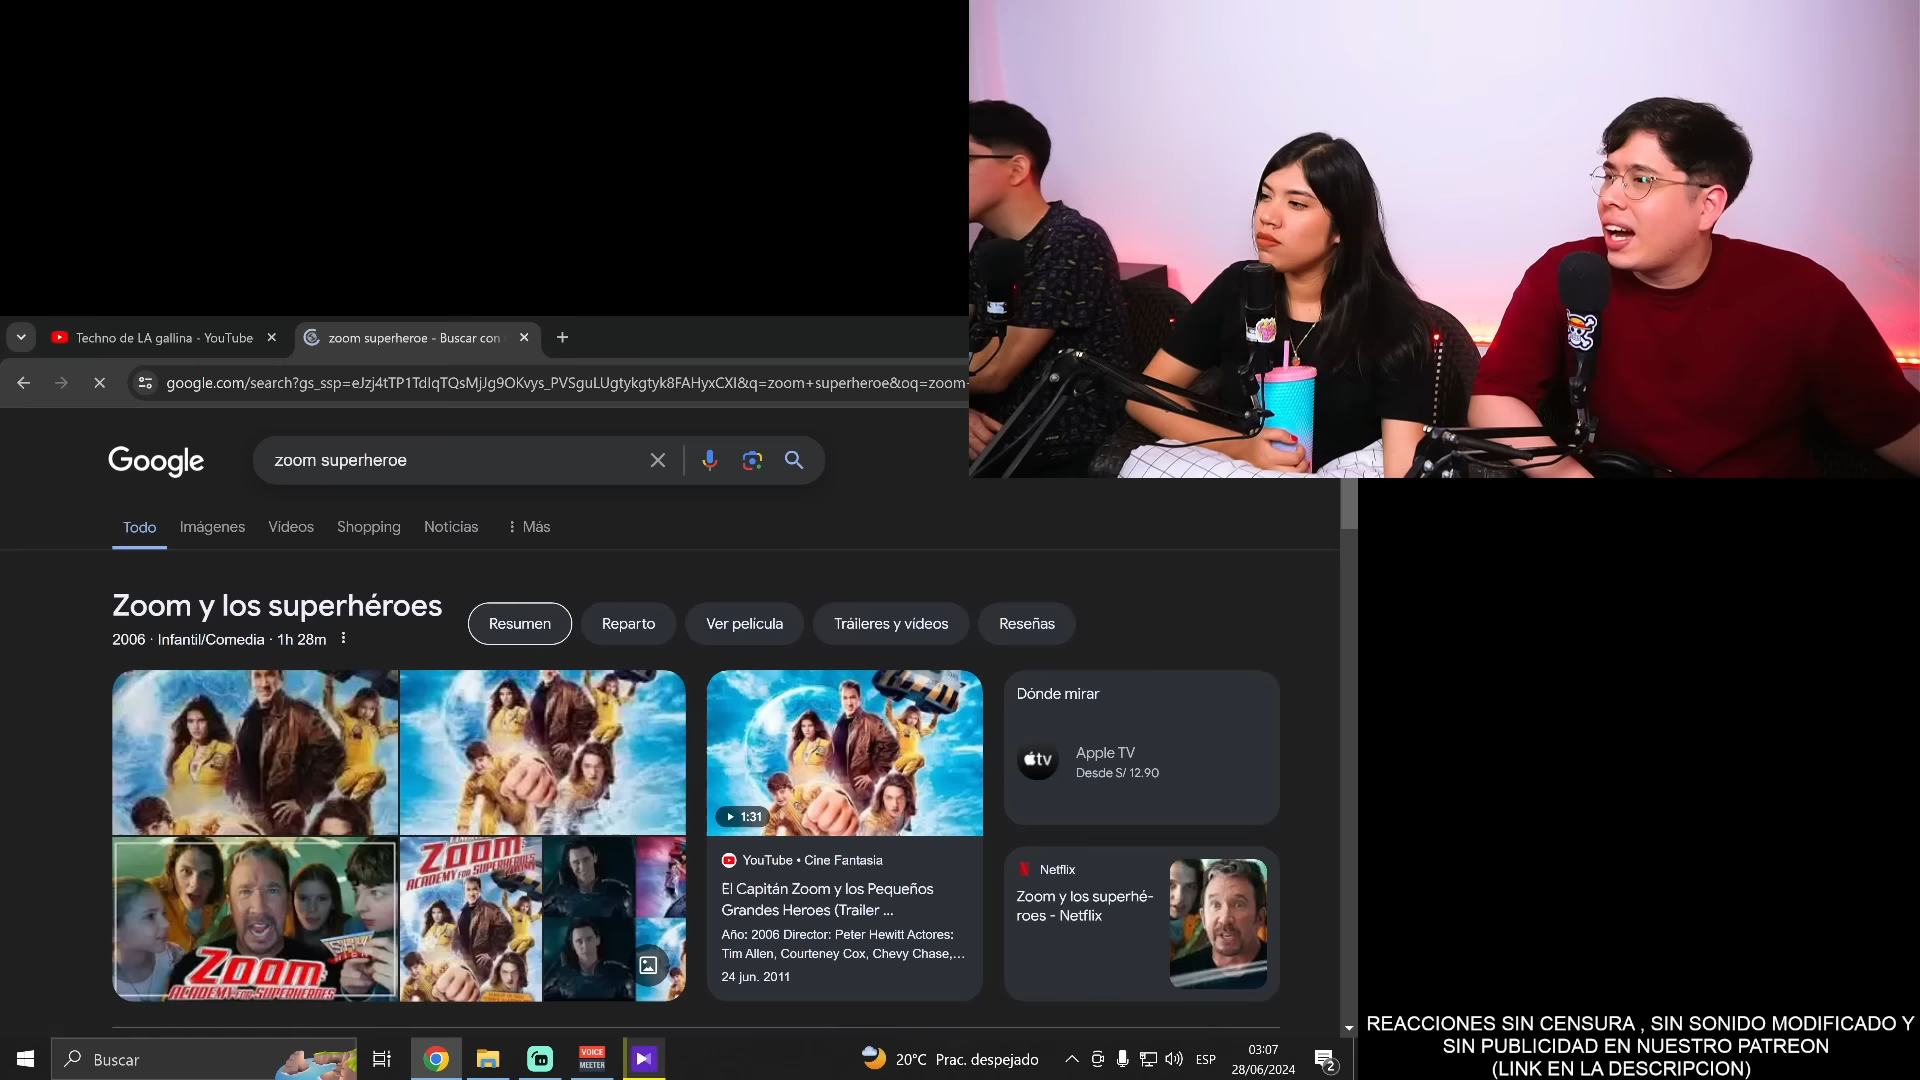 Techno de LA gallina - YouTube
zoom superheroe - Buscar con
google.com/search?gs_ssp=eJzj4tTP1TdIqTQsMjJg9OKvys_PVSguLUgtykgtyk8FAHyxCXI&q=zoom+superheroe&oq=zoom-
Google
zoom superheroe
Todo
Imágenes
Videos
Shopping
Noticias
Más
Zoom y los superhéroes
2006 · Infantil/Comedia · 1h 28m
Resumen
Reparto
Ver película
Tráileres y vídeos
Reseñas
ZOOM
ACADEMY FOR SUPERHEROES
ZOOM
ACADEMY FOR SUPERHEROES
1:31
YouTube • Cine Fantasia
El Capitán Zoom y los Pequeños
Grandes Heroes (Trailer ...
Año: 2006 Director: Peter Hewitt Actores:
Tim Allen, Courteney Cox, Chevy Chase,...
24 jun. 2011
Dónde mirar
tv
Apple TV
Desde S/ 12.90
Netflix
Zoom y los superhé-
roes - Netflix
REACCIONES SIN CENSURA , SIN SONIDO MODIFICADO Y
SIN PUBLICIDAD EN NUESTRO PATREON
(LINK EN LA DESCRIPCION)
Buscar
VOICE
MEETER
20°C Prac. despejado
ESP
03:07
28/06/2024
2